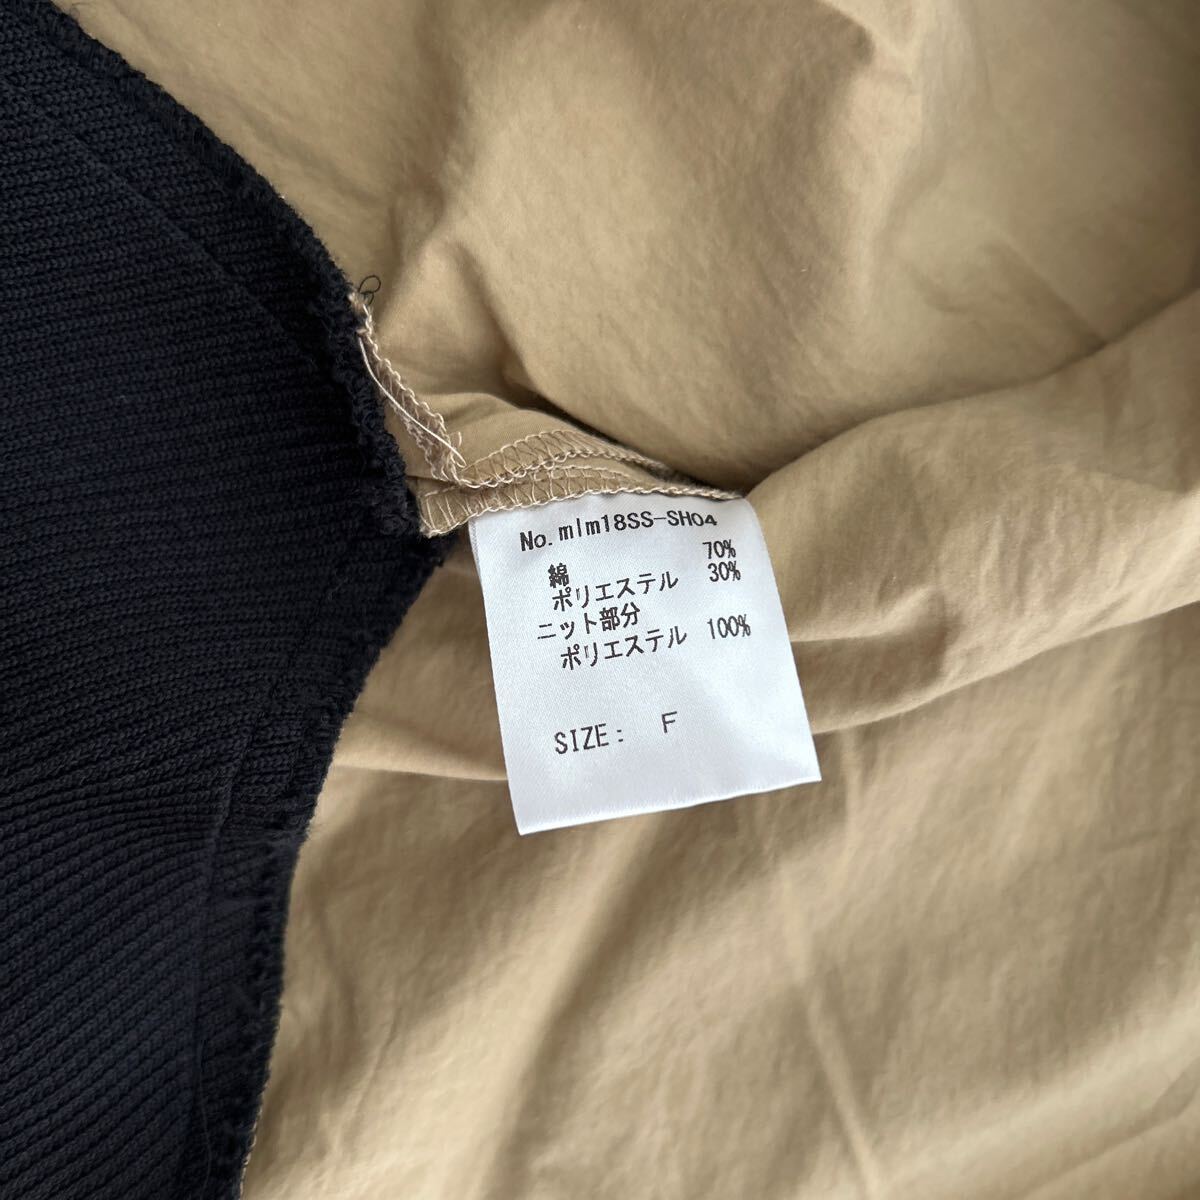 No.mlm18SS-SH04
綿 70%
ポリエステル 30%
ニット部分
ポリエステル 100%
SIZE: F